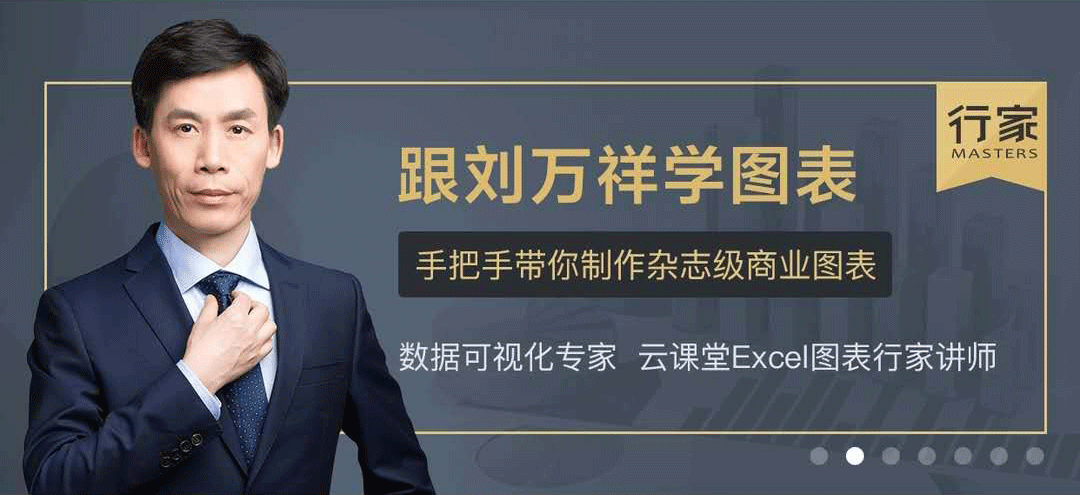 行家
MASTERS
跟刘万祥学图表
手把手带你制作杂志级商业图表
数据可视化专家 云课堂Excel图表行家讲师